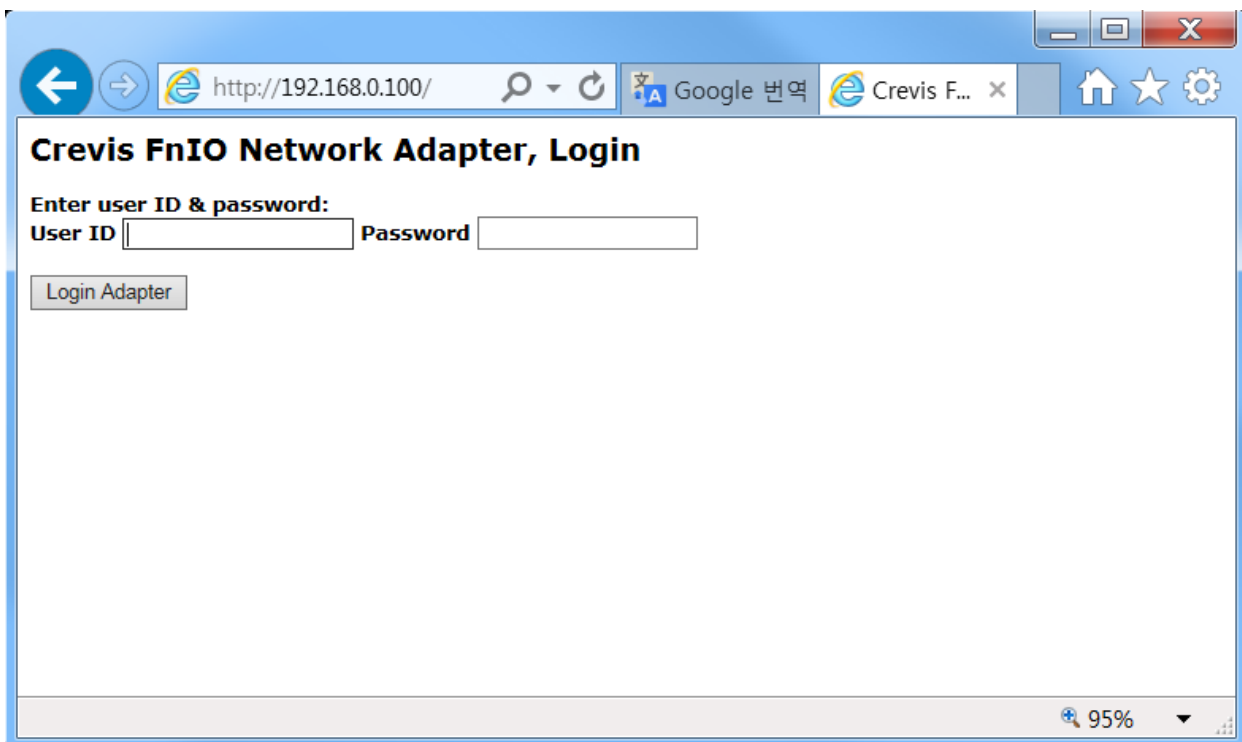 http://192.168.0.100/ Google 번역 Crevis F...
Crevis FnIO Network Adapter, Login
Enter user ID & password:
User ID Password
Login Adapter
95%